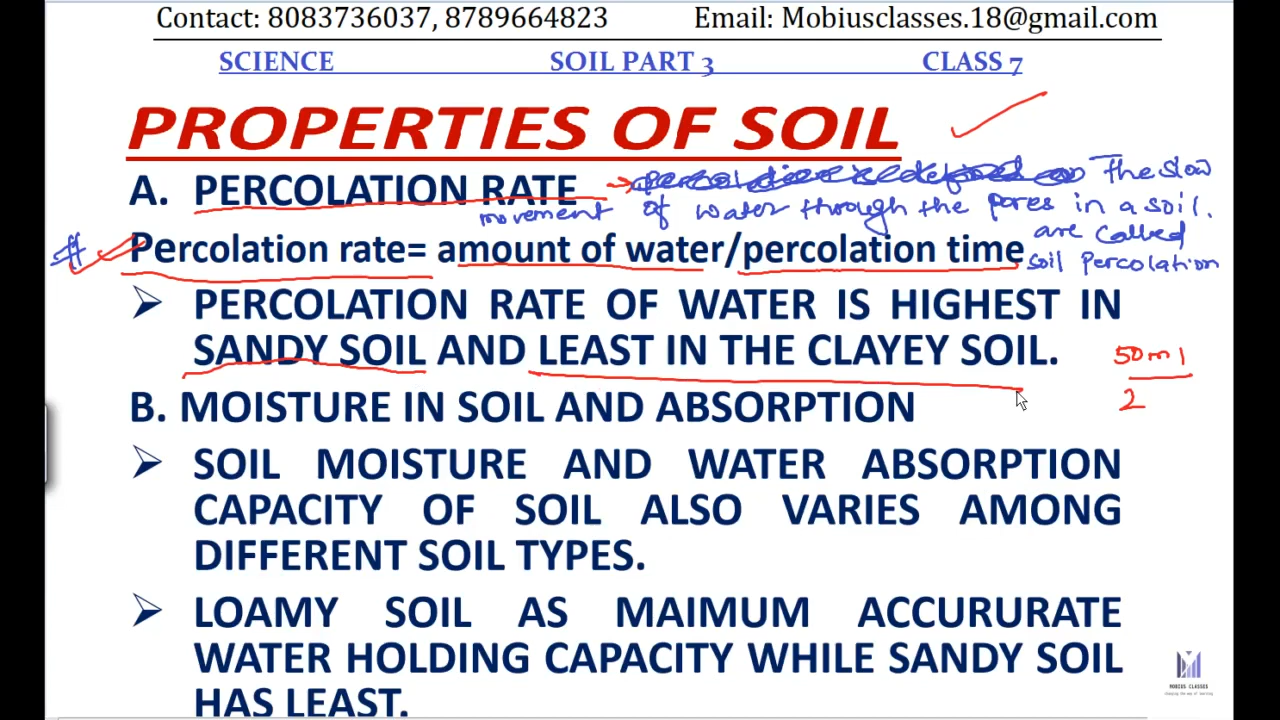 Contact: 8083736037, 8789664823 Email: Mobiusclasses.18@gmail.com
SCIENCE SOIL PART 3 CLASS 7
PROPERTIES OF SOIL
A. PERCOLATION RATE → The slow
movement of water through the pores in a soil.
are called
soil percolation
Percolation rate= amount of water/percolation time
➢ PERCOLATION RATE OF WATER IS HIGHEST IN
SANDY SOIL AND LEAST IN THE CLAYEY SOIL.
50ml
2
B. MOISTURE IN SOIL AND ABSORPTION
➢ SOIL MOISTURE AND WATER ABSORPTION
CAPACITY OF SOIL ALSO VARIES AMONG
DIFFERENT SOIL TYPES.
➢ LOAMY SOIL AS MAIMUM ACCURURATE
WATER HOLDING CAPACITY WHILE SANDY SOIL
HAS LEAST.
MOBIUS CLASSES